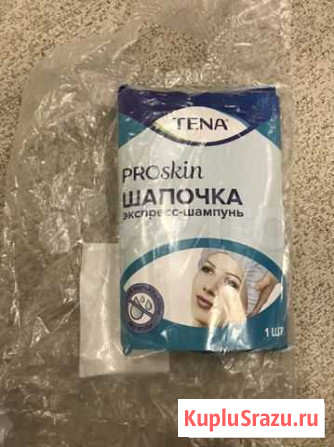 TENA
PROskin
ШАПОЧКА
экспресс-шампунь
1 ШТ
KupluSrazu.ru